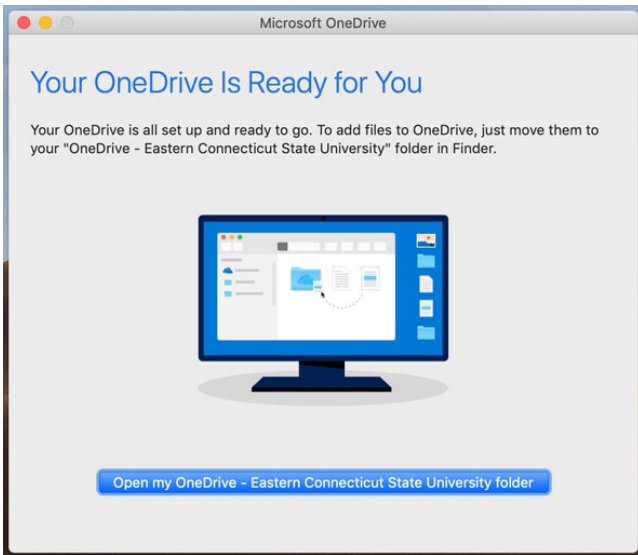 Microsoft OneDrive
Your OneDrive Is Ready for You
Your OneDrive is all set up and ready to go. To add files to OneDrive, just move them to
your "OneDrive - Eastern Connecticut State University" folder in Finder.
Open my OneDrive - Eastern Connecticut State University folder